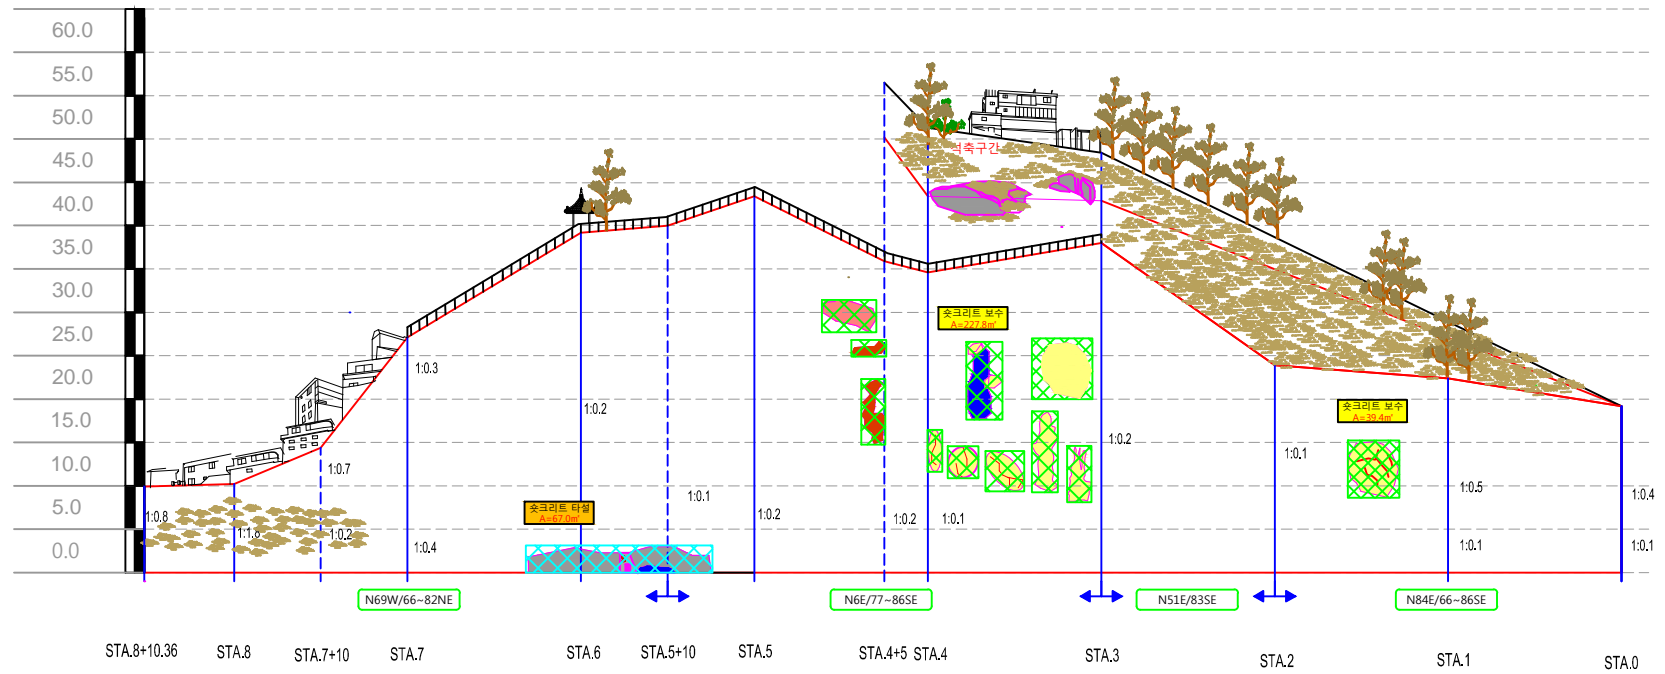 60.0
55.0
50.0
45.0
40.0
35.0
30.0
25.0
20.0
15.0
10.0
5.0
0.0
석축구간
숏크리트 보수
A=227.8㎡
숏크리트 보수
A=39.4㎡
숏크리트 타설
A=67.0㎡
1:0.3
1:0.2
1:0.7
1:0.8
1:1.8
1:0.2
1:0.4
1:0.1
1:0.2
1:0.2
1:0.1
1:0.2
1:0.1
1:0.5
1:0.1
1:0.4
1:0.1
N69W/66~82NE
N6E/77~86SE
N51E/83SE
N84E/66~86SE
STA.8+10.36
STA.8
STA.7+10
STA.7
STA.6
STA.5+10
STA.5
STA.4+5
STA.4
STA.3
STA.2
STA.1
STA.0